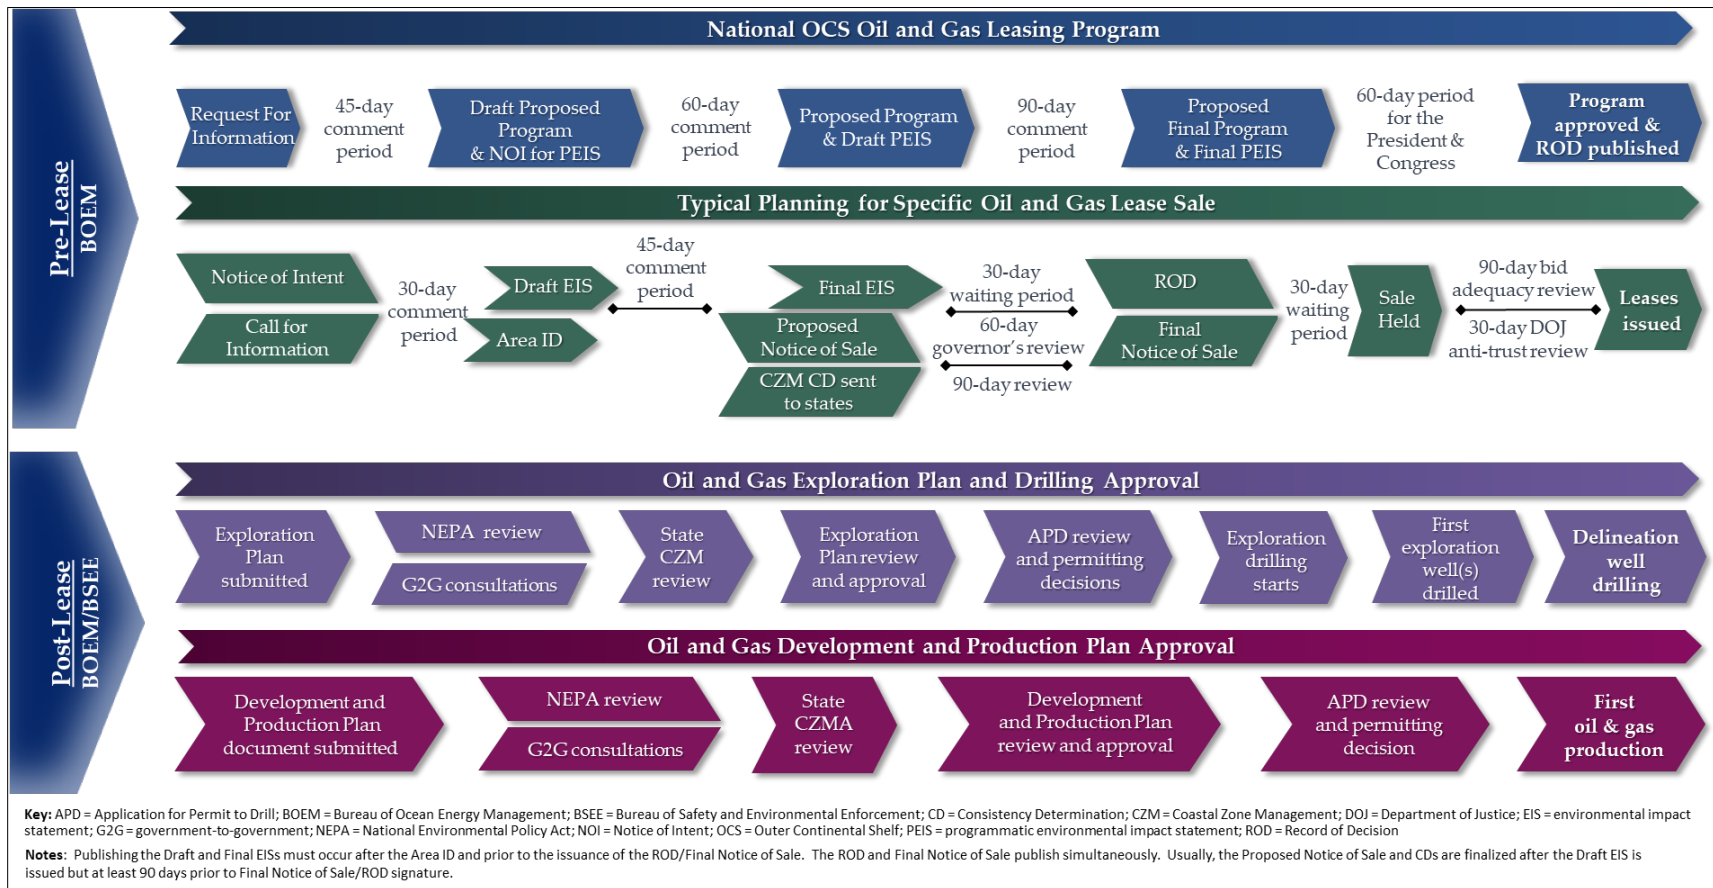 Pre-Lease
BOEM
National OCS Oil and Gas Leasing Program
Request For
Information
45-day
comment
period
Draft Proposed
Program
& NOI for PEIS
60-day
comment
period
Proposed Program
& Draft PEIS
90-day
comment
period
Proposed
Final Program
& Final PEIS
60-day period
for the
President &
Congress
Program
approved &
ROD published
Typical Planning for Specific Oil and Gas Lease Sale
Notice of Intent
Call for
Information
30-day
comment
period
Draft EIS
Area ID
45-day
comment
period
Final EIS
Proposed
Notice of Sale
CZM CD sent
to states
30-day
waiting period
60-day
governor's review
90-day review
ROD
Final
Notice of Sale
30-day
waiting
period
Sale
Held
90-day bid
adequacy review
30-day DOJ
anti-trust review
Leases
issued
Post-Lease
BOEM/BSEE
Oil and Gas Exploration Plan and Drilling Approval
Exploration
Plan
submitted
NEPA review
G2G consultations
State
CZM
review
Exploration
Plan review
and approval
APD review
and permitting
decisions
Exploration
drilling
starts
First
exploration
well(s)
drilled
Delineation
well
drilling
Oil and Gas Development and Production Plan Approval
Development and
Production Plan
document submitted
NEPA review
G2G consultations
State
CZMA
review
Development
and Production Plan
review and approval
APD review
and permitting
decision
First
oil & gas
production
Key: APD = Application for Permit to Drill; BOEM = Bureau of Ocean Energy Management; BSEE = Bureau of Safety and Environmental Enforcement; CD = Consistency Determination; CZM = Coastal Zone Management; DOJ = Department of Justice; EIS = environmental impact
statement; G2G = government-to-government; NEPA = National Environmental Policy Act; NOI = Notice of Intent; OCS = Outer Continental Shelf; PEIS = programmatic environmental impact statement; ROD = Record of Decision
Notes: Publishing the Draft and Final EISs must occur after the Area ID and prior to the issuance of the ROD/Final Notice of Sale. The ROD and Final Notice of Sale publish simultaneously. Usually, the Proposed Notice of Sale and CDs are finalized after the Draft EIS is
issued but at least 90 days prior to Final Notice of Sale/ROD signature.